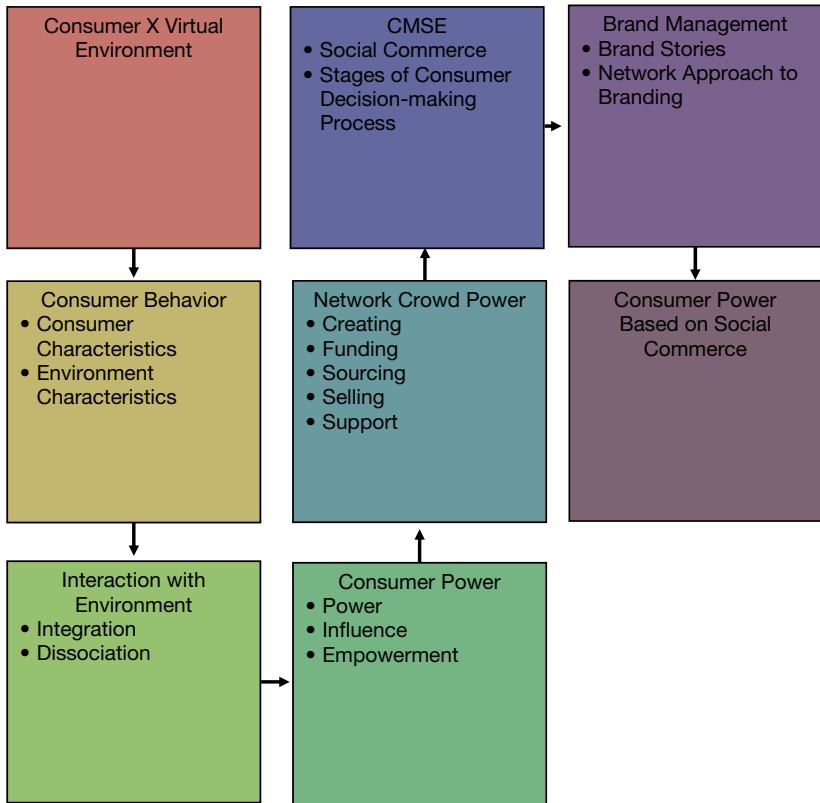 Consumer X Virtual
Environment
Consumer Behavior
• Consumer
Characteristics
• Environment
Characteristics
Interaction with
Environment
• Integration
• Dissociation
Consumer Power
• Power
• Influence
• Empowerment
Network Crowd Power
• Creating
• Funding
• Sourcing
• Selling
• Support
CMSE
• Social Commerce
• Stages of Consumer
Decision-making
Process
Brand Management
• Brand Stories
• Network Approach to
Branding
Consumer Power
Based on Social
Commerce